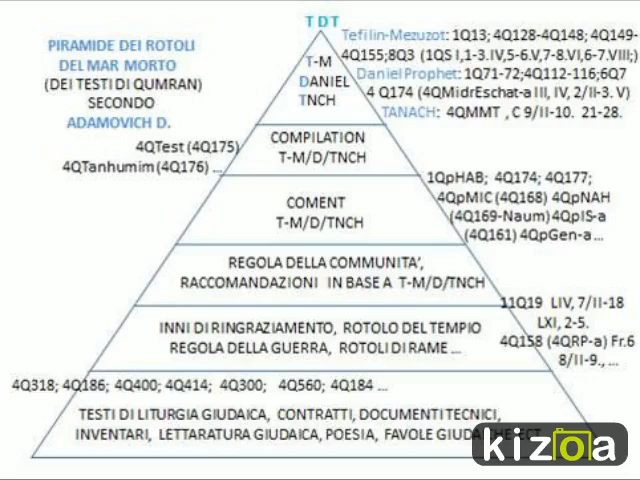 TDT
PIRAMIDE DEI ROTOLI
DEL MAR MORTO
(DEI TESTI DI QUMRAN)
SECONDO
ADAMOVICH D.
Tefilin-Mezuzot: 1Q13; 4Q128-4Q148; 4Q149-
4Q155;8Q3 (1QS I,1-3.IV,5-6.V,7-8.VI,6-7.VIII;)
Daniel Prophet: 1Q71-72;4Q112-116;6Q7
4 Q174 (4QMidrEschat-a III, IV, 2/II-3. V)
TANACH: 4QMMT , C 9/II-10. 21-28.
T-M
DANIEL
TNCH
4QTest (4Q175)
4QTanhumim (4Q176) ...
COMPILATION
T-M/D/TNCH
COMENT
T-M/D/TNCH
1QpHAB; 4Q174; 4Q177;
4QpMIC (4Q168) 4QpNAH
(4Q169-Naum) 4QpIS-a
(4Q161) 4QpGen-a ...
REGOLA DELLA COMMUNITA',
RACCOMANDAZIONI IN BASE A T-M/D/TNCH
INNI DI RINGRAZIAMENTO, ROTOLO DEL TEMPIO
REGOLA DELLA GUERRA, ROTOLI DI RAME ...
11Q19 LIV, 7/II-18
LXI, 2-5.
4Q158 (4QRP-a) Fr.6
8/II-9., ...
4Q318; 4Q186; 4Q400; 4Q414; 4Q300; 4Q560; 4Q184 ...
TESTI DI LITURGIA GIUDAICA, CONTRATTI, DOCUMENTI TECNICI,
INVENTARI, LETTARATURA GIUDAICA, POESIA, FAVOLE
kizoa